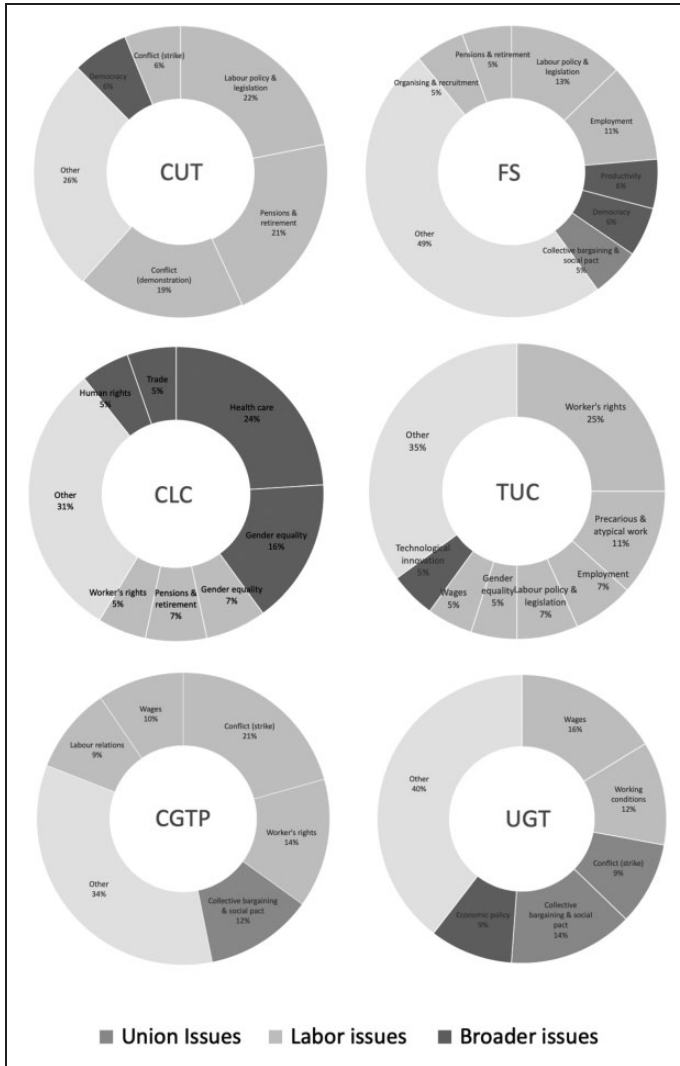 Conflict (strike)
6%
Labour policy &
legislation
22%
Democracy
6%
Other
26%
CUT
Pensions &
retirement
21%
Conflict
(demonstration)
19%
Pensions & retirement
5%
Labour policy &
legislation
13%
Organising & recruitment
5%
Employment
11%
FS
Productivity
6%
Democracy
6%
Other
49%
Collective bargaining &
social pact
5%
Trade
5%
Human rights
5%
Health care
24%
Other
31%
CLC
Gender equality
16%
Worker's rights
5%
Pensions &
retirement
7%
Gender equality
7%
Worker's rights
25%
Other
35%
TUC
Precarious &
atypical work
11%
Technological
innovation
5%
Wages
5%
Gender
equality
5%
Labour policy &
legislation
7%
Employment
7%
Wages
10%
Conflict (strike)
21%
Labour relations
9%
CGTP
Worker's rights
14%
Other
34%
Collective bargaining
& social pact
12%
Wages
16%
Other
40%
UGT
Working
conditions
12%
Conflict (strike)
9%
Economic policy
9%
Collective
bargaining & social
pact
14%
Union Issues
Labor issues
Broader issues